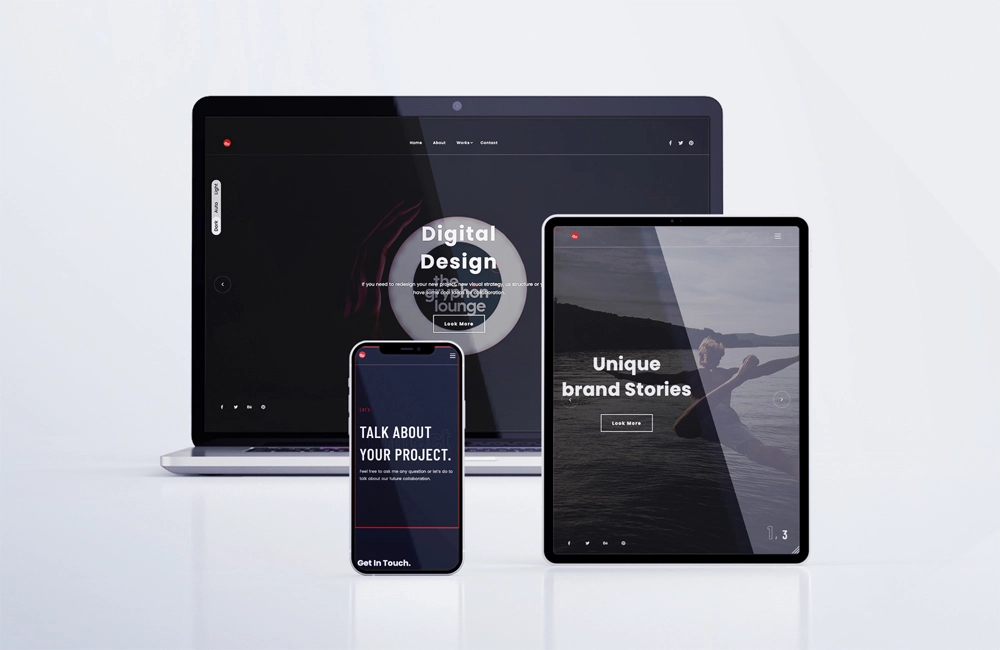 Home About Works Contact
Dark Auto Light
Digital
Design
If you need to redesign your new project, new visual strategy, us structure or y
have some cool ideas for collaboration.
the
gryphon
lounge
Look More
Unique
brand Stories
Look More
1
3
Let's
TALK ABOUT
YOUR PROJECT.
Feel free to ask me any question or let's do to
talk about our future collaboration.
Get In Touch.